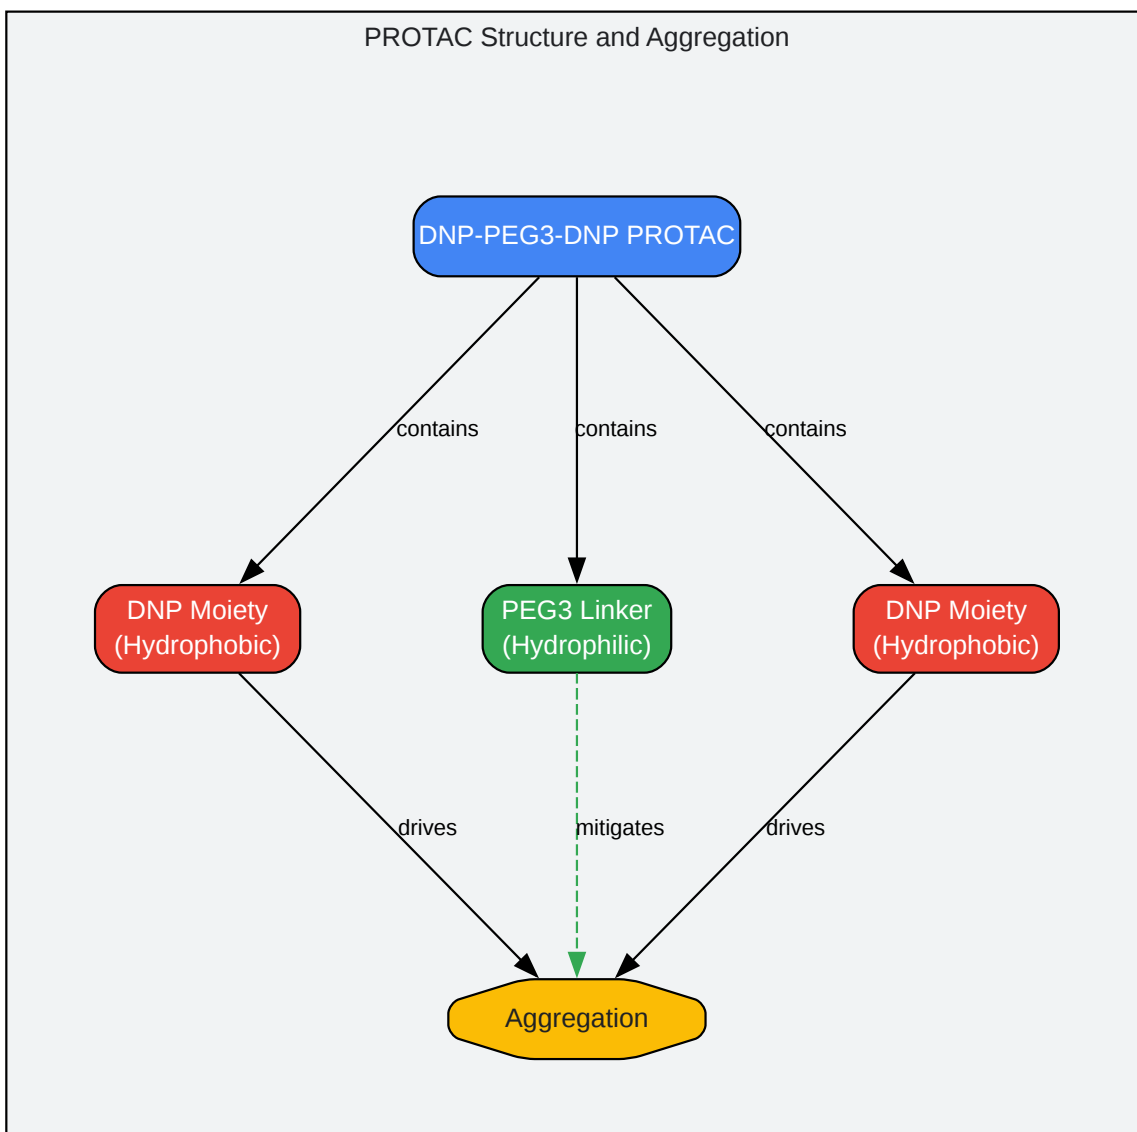 PROTAC Structure and Aggregation
DNP-PEG3-DNP PROTAC
contains
contains
contains
DNP Moiety
(Hydrophobic)
PEG3 Linker
(Hydrophilic)
DNP Moiety
(Hydrophobic)
drives
mitigates
drives
Aggregation